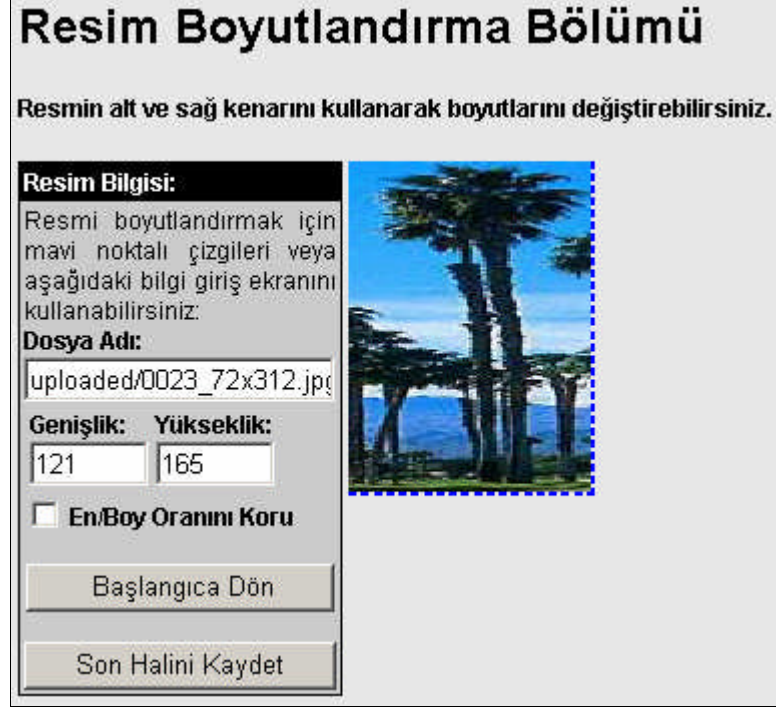 Resim Boyutlandırma Bölümü
Resmin alt ve sağ kenarını kullanarak boyutlarını değiştirebilirsiniz.
Resim Bilgisi:
Resmi boyutlandırmak için
mavi noktalı çizgileri veya
aşağıdaki bilgi giriş ekranını
kullanabilirsiniz:
Dosya Adı:
uploaded/0023_72x312.jpg
Genişlik: Yükseklik:
121 165
En/Boy Oranını Koru
Başlangıca Dön
Son Halini Kaydet